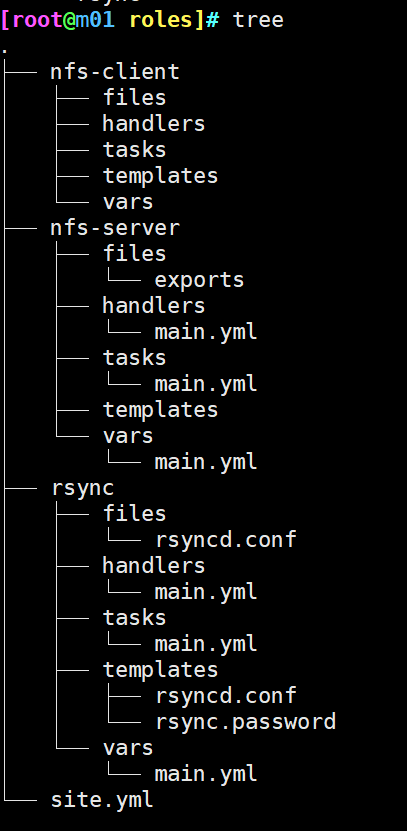 [root@m01 roles]# tree
.
├── nfs-client
│   ├── files
│   ├── handlers
│   ├── tasks
│   ├── templates
│   └── vars
├── nfs-server
│   ├── files
│   │   └── exports
│   ├── handlers
│   │   └── main.yml
│   ├── tasks
│   │   └── main.yml
│   ├── templates
│   └── vars
│       └── main.yml
├── rsync
│   ├── files
│   │   └── rsyncd.conf
│   ├── handlers
│   │   └── main.yml
│   ├── tasks
│   │   └── main.yml
│   ├── templates
│   │   ├── rsyncd.conf
│   │   └── rsync.password
│   └── vars
│       └── main.yml
└── site.yml